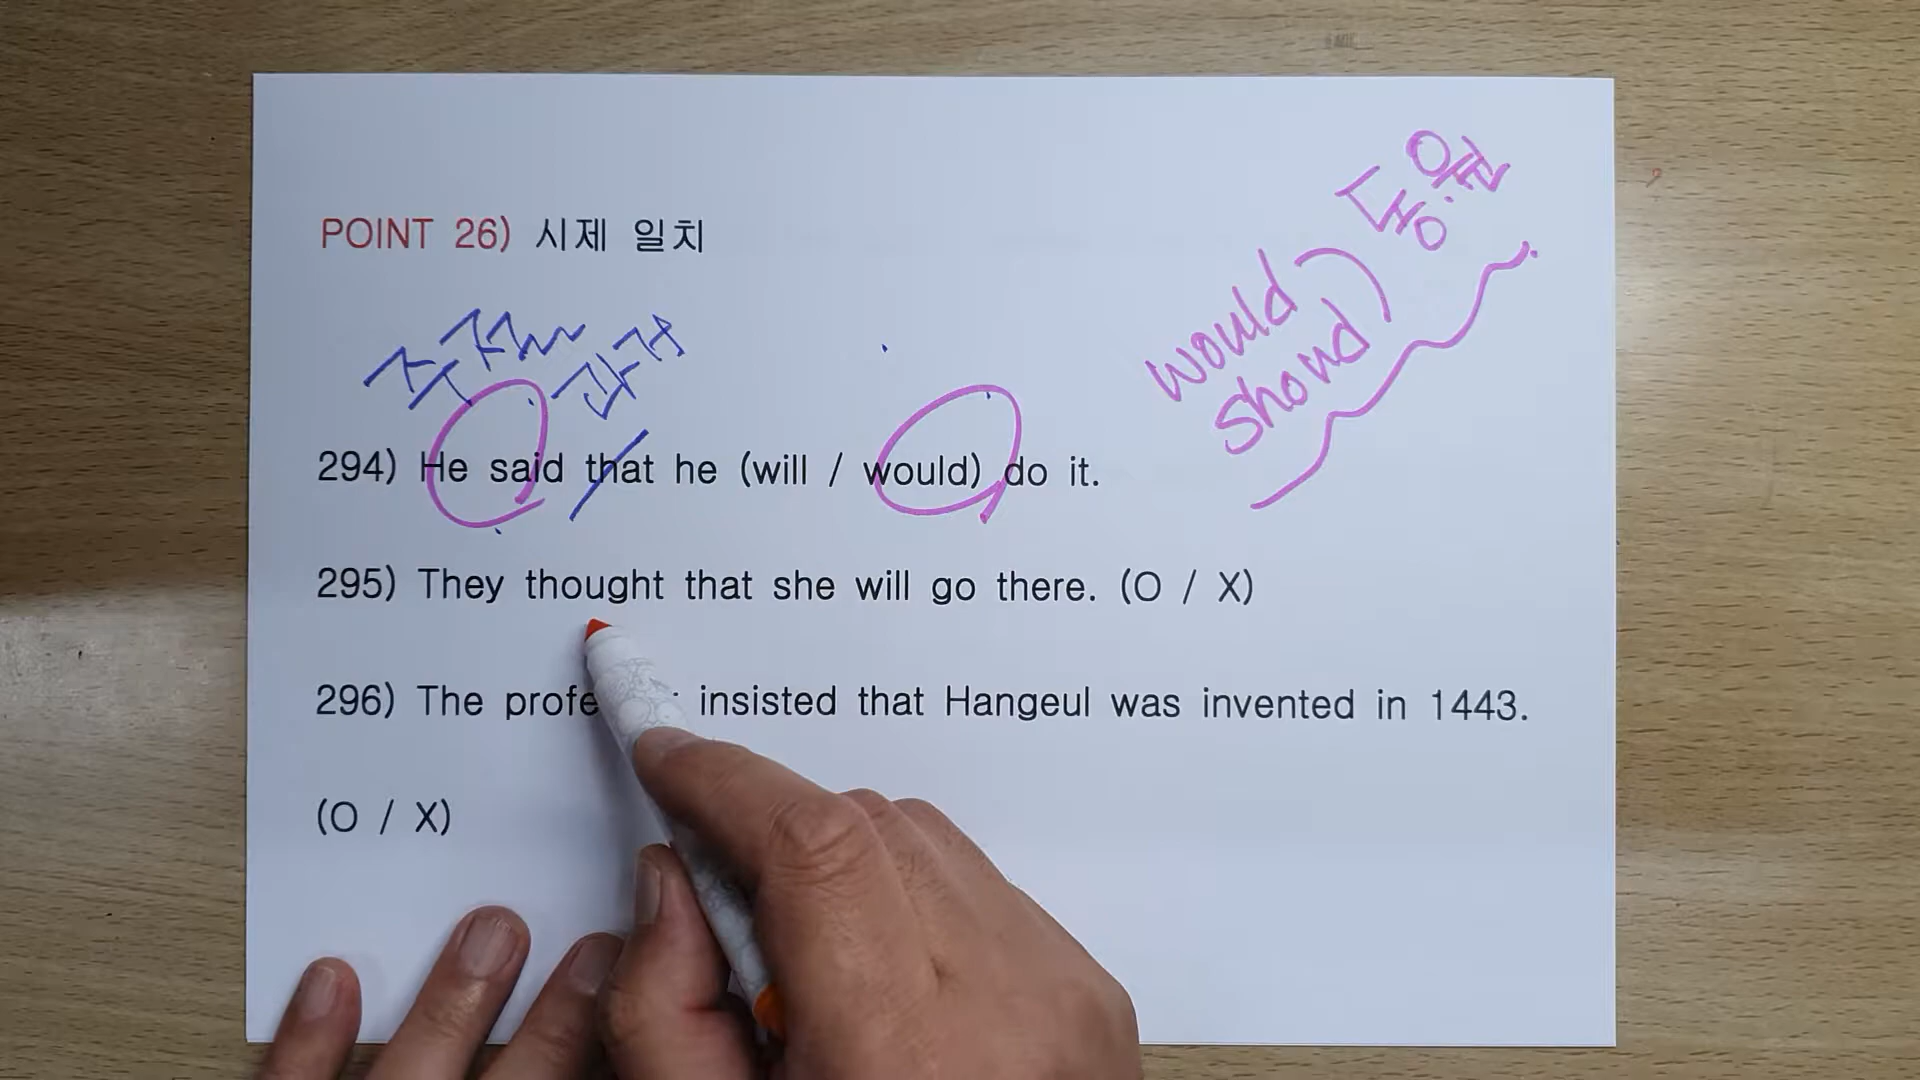 POINT 26) 시제 일치
would
should
동원
주절
과거
294) He said that he (will / would) do it.
295) They thought that she will go there. (O / X)
296) The profe insisted that Hangeul was invented in 1443.
(O / X)